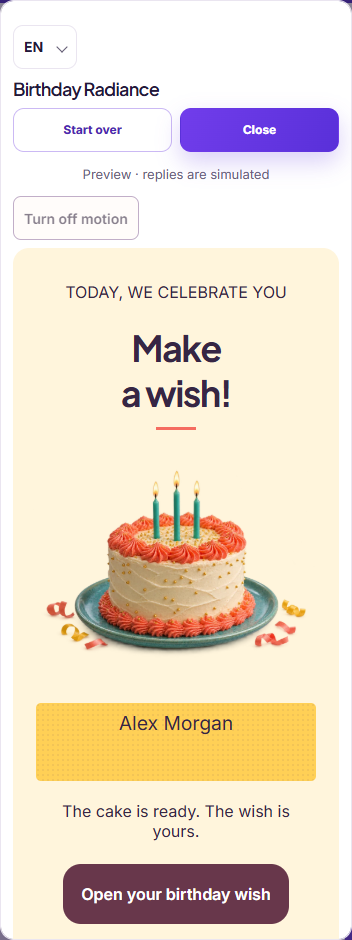 EN
Birthday Radiance
Start over
Close
Preview · replies are simulated
Turn off motion
TODAY, WE CELEBRATE YOU
Make
a wish!
Alex Morgan
The cake is ready. The wish is
yours.
Open your birthday wish